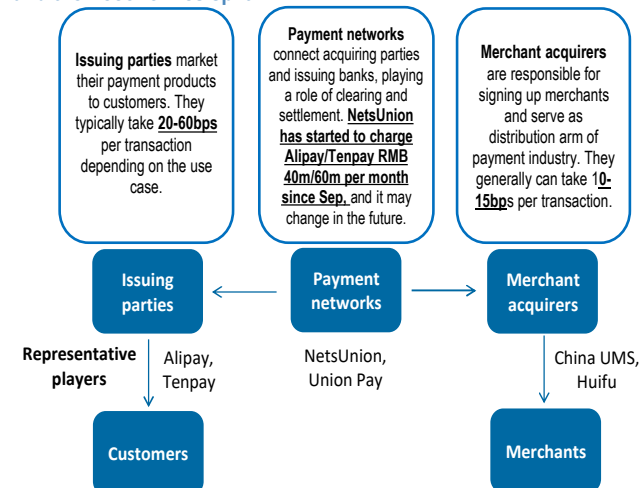 Issuing parties market
their payment products
to customers. They
typically take 20-60bps
per transaction
depending on the use
case.
Payment networks
connect acquiring parties
and issuing banks, playing
a role of clearing and
settlement. NetsUnion
has started to charge
Alipay/Tenpay RMB
40m/60m per month
since Sep, and it may
change in the future.
Merchant acquirers
are responsible for
signing up merchants
and serve as
distribution arm of
payment industry. They
generally can take 10-
15bps per transaction.
Issuing
parties
Payment
networks
Merchant
acquirers
Representative
players
Alipay,
Tenpay
NetsUnion,
Union Pay
China UMS,
Huifu
Customers
Merchants